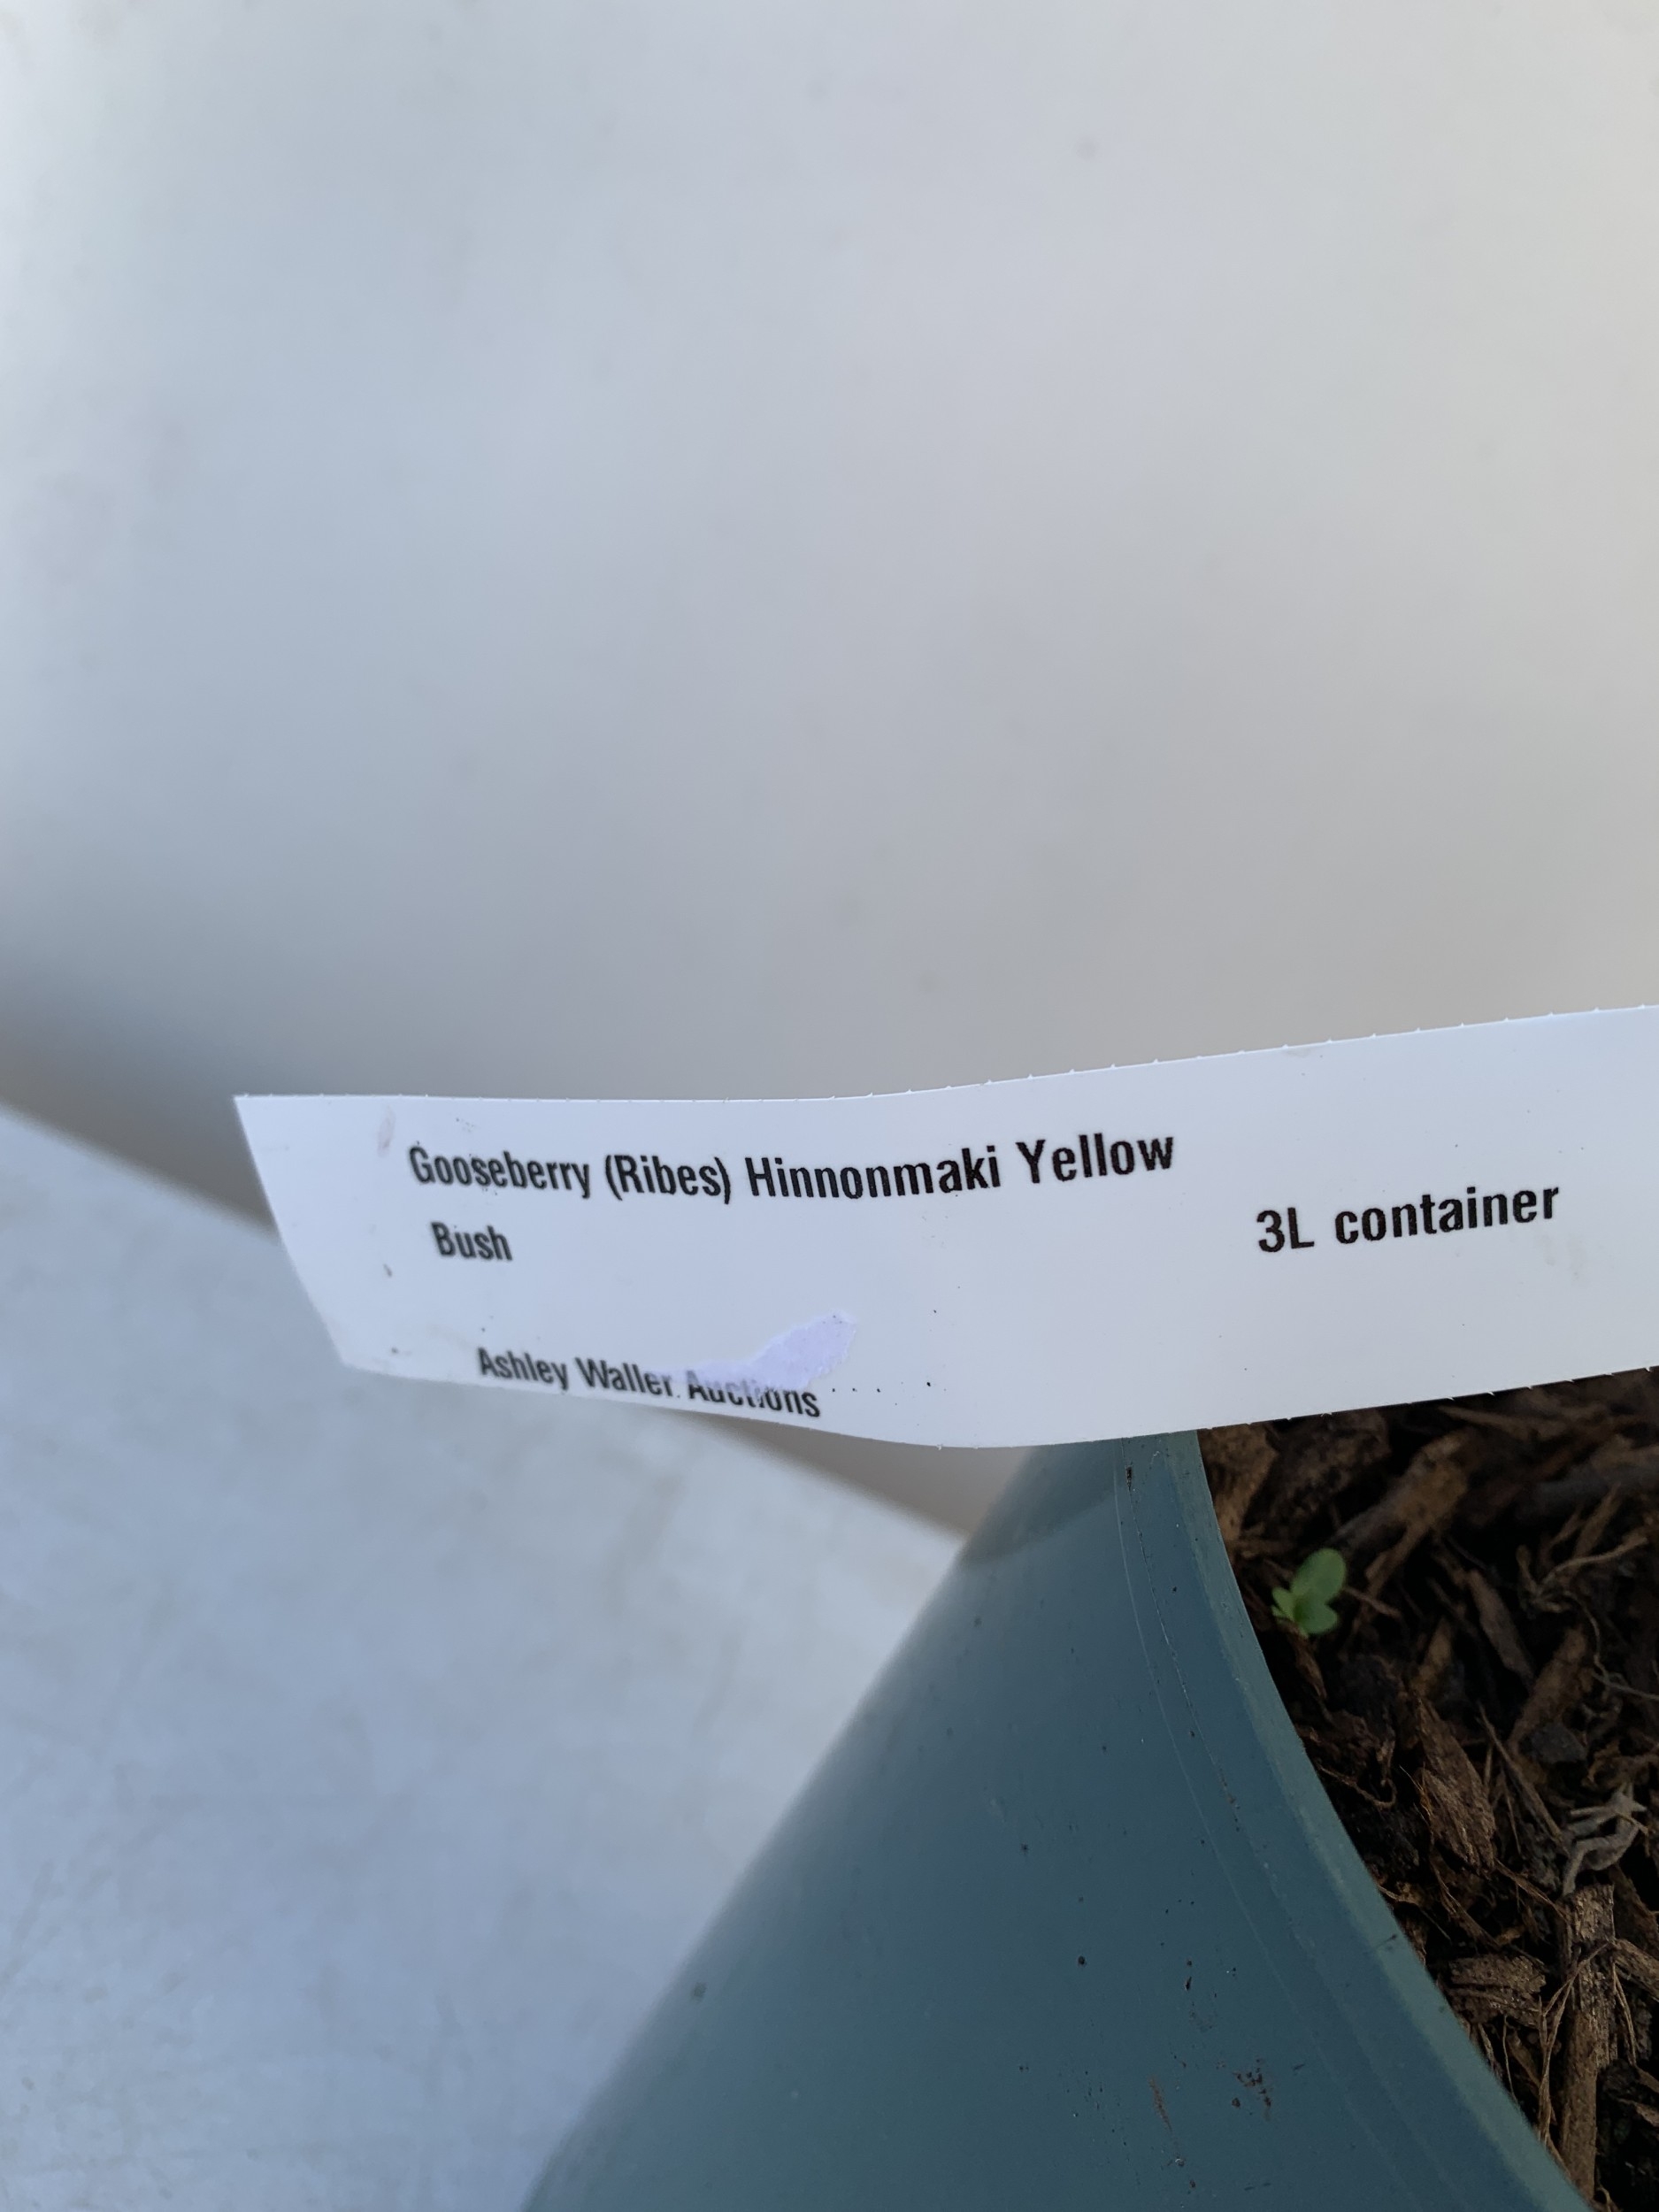 Gooseberry (Ribes) Hinnonmaki Yellow
Bush
3L container
Ashley Waller Auctions